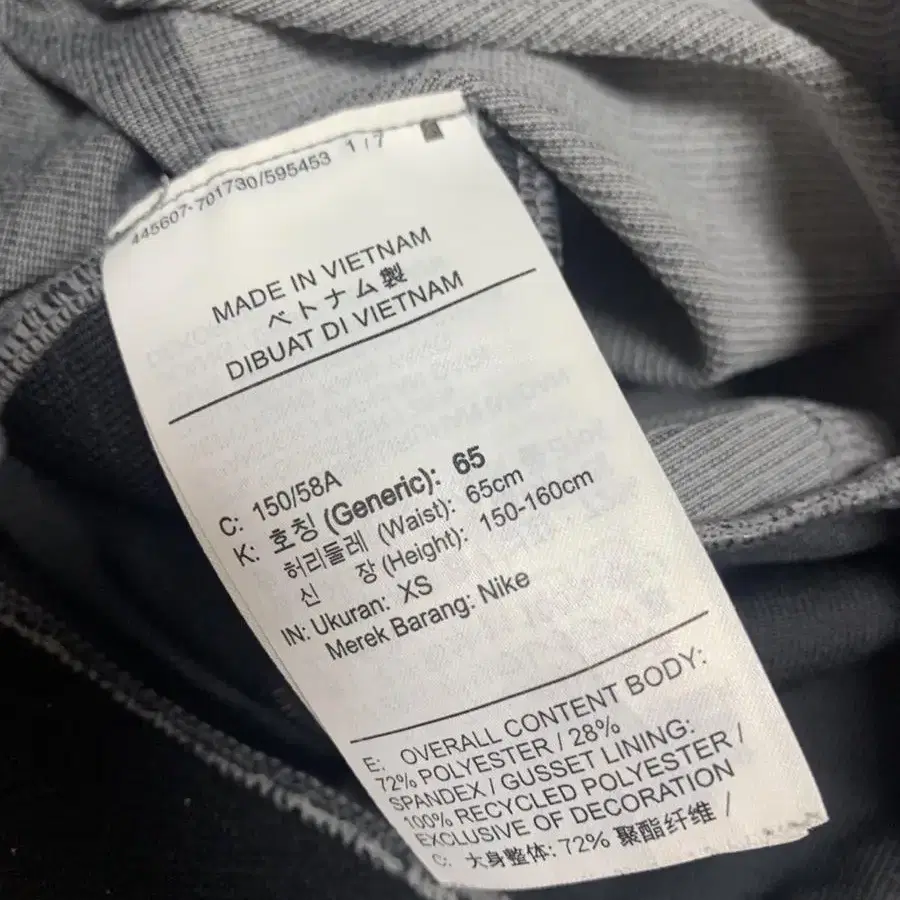 445607-701730/595453 1 / 7
MADE IN VIETNAM
ベトナム製
DIBUAT DI VIETNAM
C: 150/58A
K: 호칭 (Generic): 65
허리둘레 (Waist): 65cm
신 장 (Height): 150-160cm
IN: Ukuran: XS
Merek Barang: Nike
E: OVERALL CONTENT BODY:
72% POLYESTER / 28%
SPANDEX / GUSSET LINING:
100% RECYCLED POLYESTER /
EXCLUSIVE OF DECORATION
C: 大身整体: 72% 聚酯纤维 /